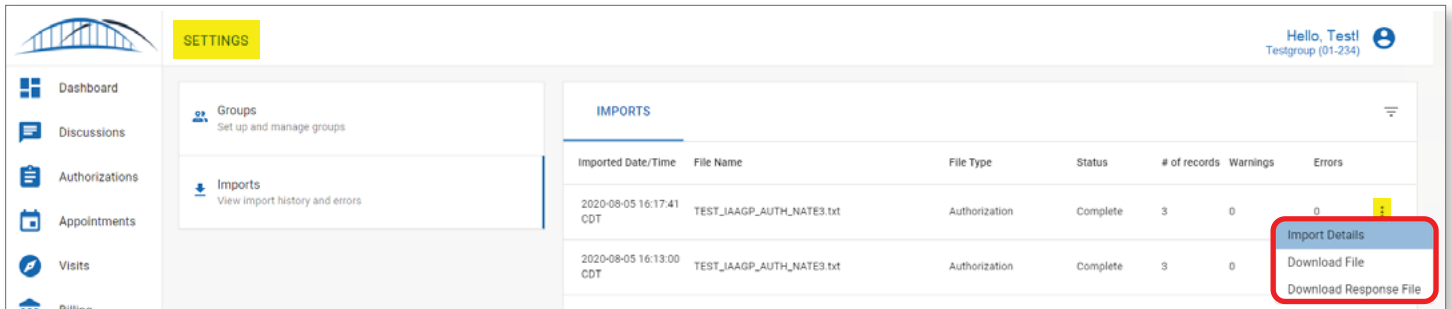 SETTINGS
Hello, Test!
Testgroup (01-234)
Dashboard
Discussions
Authorizations
Appointments
Visits
Billing
Groups
Set up and manage groups
Imports
View import history and errors
IMPORTS
Imported Date/Time File Name File Type Status # of records Warnings Errors
2020-08-05 16:17:41
CDT
TEST_IAAGP_AUTH_NATE3.txt Authorization Complete 3 0 0
2020-08-05 16:13:00
CDT
TEST_IAAGP_AUTH_NATE3.txt Authorization Complete 3 0
Import Details
Download File
Download Response File